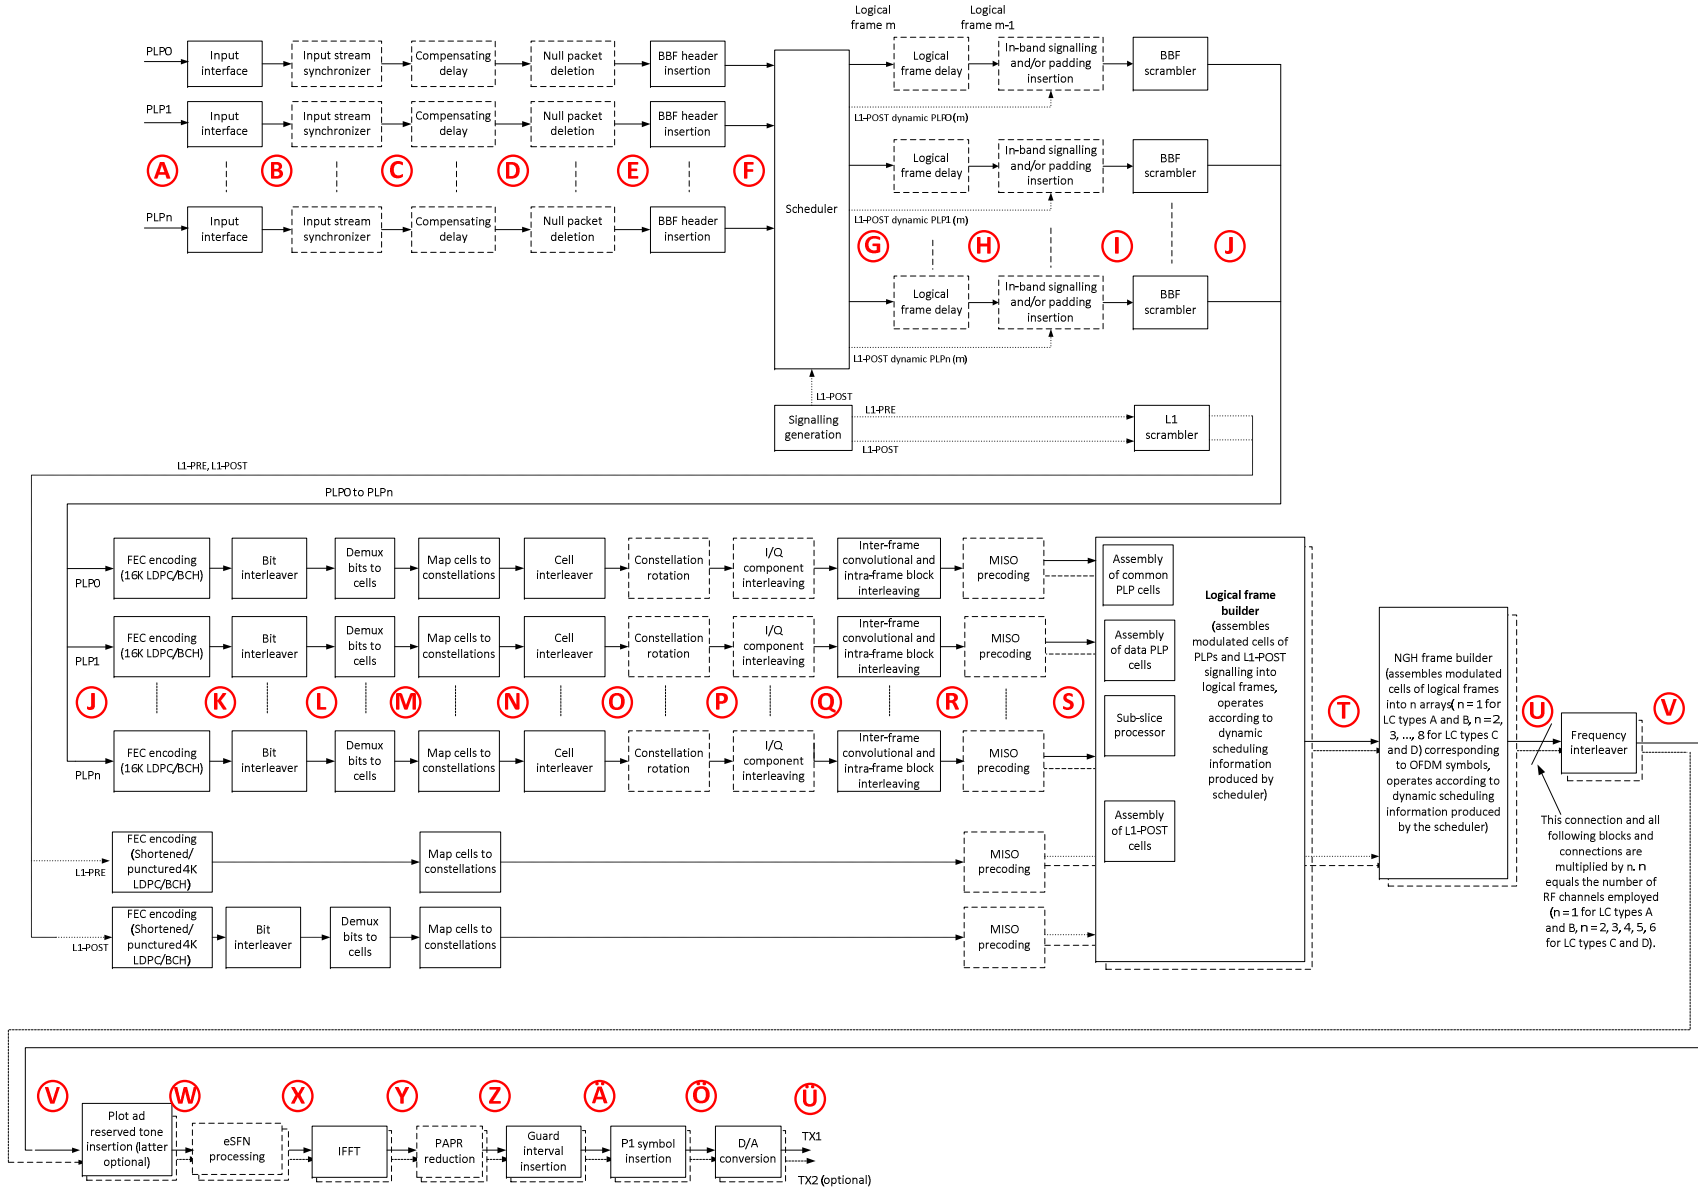 Logical
frame m
Logical
frame m-1
PLP0
Input
interface
Input stream
synchronizer
Compensating
delay
Null packet
deletion
BBF header
insertion
Logical
frame delay
In-band signalling
and/or padding
insertion
BBF
scrambler
PLP1
Input
interface
Input stream
synchronizer
Compensating
delay
Null packet
deletion
BBF header
insertion
L1-POST dynamic PLP0 (m)
A
B
C
D
E
F
Logical
frame delay
In-band signalling
and/or padding
insertion
BBF
scrambler
PLPn
Input
interface
Input stream
synchronizer
Compensating
delay
Null packet
deletion
BBF header
insertion
Scheduler
L1-POST dynamic PLP1 (m)
G
H
I
J
Logical
frame delay
In-band signalling
and/or padding
insertion
BBF
scrambler
L1-POST dynamic PLPn (m)
L1-POST
Signalling
generation
L1-PRE
L1-POST
L1
scrambler
L1-PRE, L1-POST
PLP0 to PLPn
PLP0
FEC encoding
(16K LDPC/BCH)
Bit
interleaver
Demux
bits to
cells
Map cells to
constellations
Cell
interleaver
Constellation
rotation
I/Q
component
interleaving
Inter-frame
convolutional and
intra-frame block
interleaving
MISO
precoding
PLP1
FEC encoding
(16K LDPC/BCH)
Bit
interleaver
Demux
bits to
cells
Map cells to
constellations
Cell
interleaver
Constellation
rotation
I/Q
component
interleaving
Inter-frame
convolutional and
intra-frame block
interleaving
MISO
precoding
J
K
L
M
N
O
P
Q
R
S
PLPn
FEC encoding
(16K LDPC/BCH)
Bit
interleaver
Demux
bits to
cells
Map cells to
constellations
Cell
interleaver
Constellation
rotation
I/Q
component
interleaving
Inter-frame
convolutional and
intra-frame block
interleaving
MISO
precoding
L1-PRE
FEC encoding
(Shortened/
punctured 4K
LDPC/BCH)
Map cells to
constellations
MISO
precoding
L1-POST
FEC encoding
(Shortened/
punctured 4K
LDPC/BCH)
Bit
interleaver
Demux
bits to
cells
Map cells to
constellations
MISO
precoding
Assembly
of common
PLP cells
Assembly
of data PLP
cells
Sub-slice
processor
Assembly
of L1-POST
cells
Logical frame
builder
(assembles
modulated cells of
PLPs and L1-POST
signalling into
logical frames,
operates
according to
dynamic
scheduling
information
produced by
scheduler)
T
NGH frame builder
(assembles modulated
cells of logical frames
into n arrays( n = 1 for
LC types A and B, n = 2,
3, ..., 8 for LC types C
and D) corresponding
to OFDM symbols,
operates according to
dynamic scheduling
information produced
by the scheduler)
U
Frequency
interleaver
V
This connection and all
following blocks and
connections are
multiplied by n. n
equals the number of
RF channels employed
(n = 1 for LC types A
and B, n = 2, 3, 4, 5, 6
for LC types C and D).
V
W
X
Y
Z
Ä
Ö
Ü
Plot ad
reserved tone
insertion (latter
optional)
eSFN
processing
IFFT
PAPR
reduction
Guard
interval
insertion
P1 symbol
insertion
D/A
conversion
TX1
TX2 (optional)